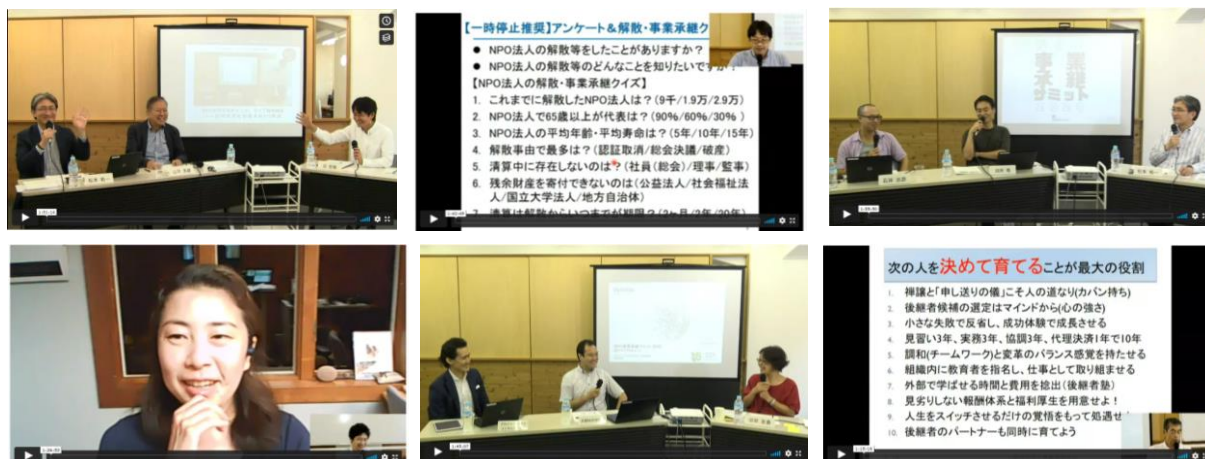 【一時停止推奨】アンケート&解散・事業承継ク
● NPO法人の解散等をしたことがありますか?
● NPO法人の解散等のどんなことを知りたいですか?
【NPO法人の解散・事業承継クイズ】
1. これまでに解散したNPO法人は?(9千/1.9万/2.9万)
2. NPO法人で65歳以上が代表は?(90%/60%/30%)
3. NPO法人の平均年齢・平均寿命は?(5年/10年/15年)
4. 解散事由で最多は?(認証取消/総会決議/破産)
5. 清算中に存在しないのは?(社員(総会)/理事/監事)
6. 残余財産を寄付できないのは(公益法人/社会福祉法
人/国立大学法人/地方自治体)
7. 清算は解散からいつまでが期限?(2ヶ月/2年/20年)
事業承継
サミット
次の人を決めて育てることが最大の役割
1. 禅譲と「申し送りの儀」こそ人の道なり(カバン持ち)
2. 後継者候補の選定はマインドから(心の強さ)
3. 小さな失敗で反省し、成功体験で成長させる
4. 見習い3年、実務3年、協調3年、代理決済1年で10年
5. 調和(チームワーク)と変革のバランス感覚を持たせる
6. 組織内に教育者を指名し、仕事として取り組ませる
7. 外部で学ばせる時間と費用を捻出(後継者塾)
8. 見劣りしない報酬体系と福利厚生を用意せよ!
9. 人生をスイッチさせるだけの覚悟をもって処遇せ
10. 後継者のパートナーも同時に育てよう